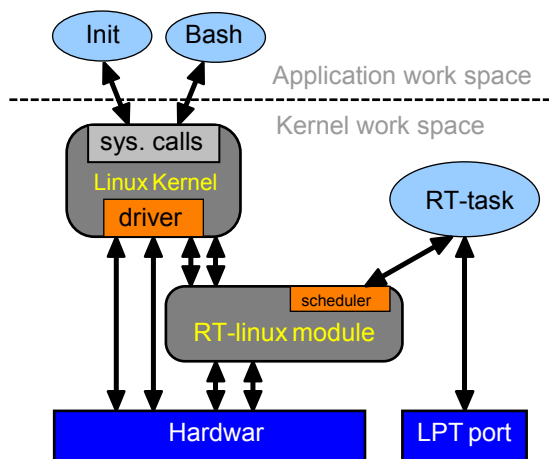 Init
Bash
Application work space
Kernel work space
sys. calls
Linux Kernel
driver
RT-task
scheduler
RT-linux module
Hardwar
LPT port